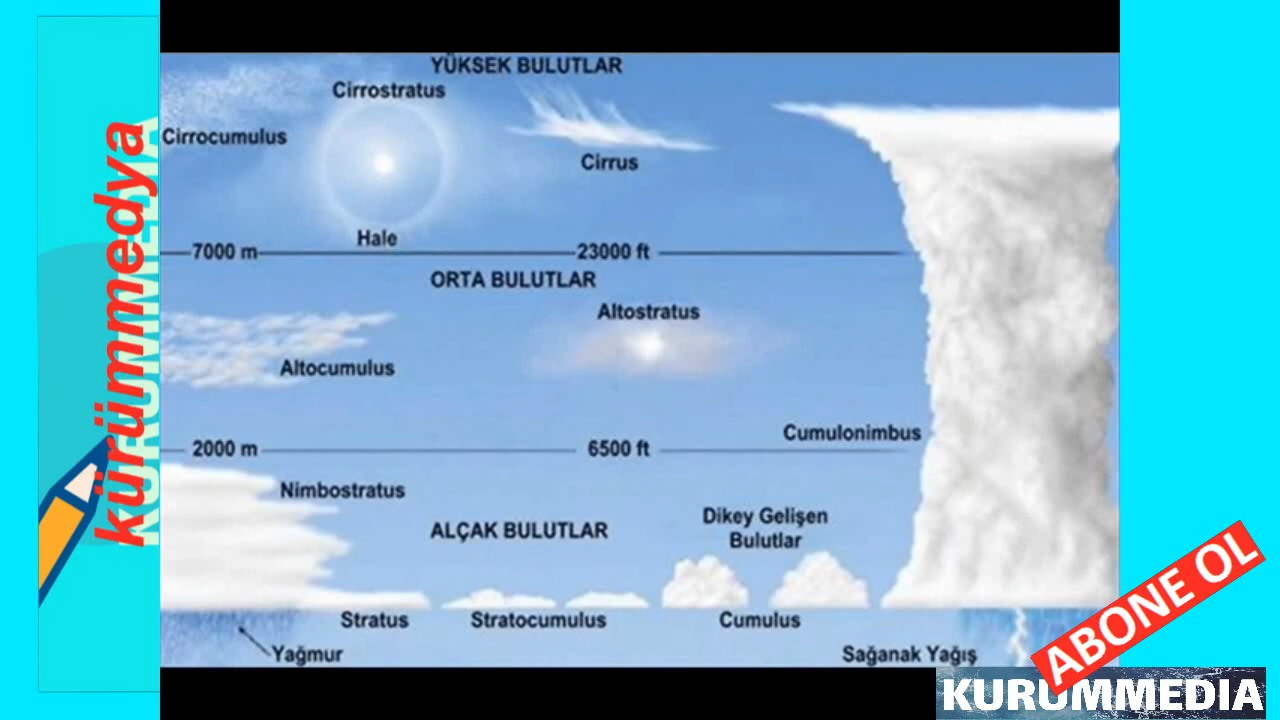 YÜKSEK BULUTLAR
Cirrostratus
Cirrocumulus
Cirrus
Hale
7000 m
23000 ft
ORTA BULUTLAR
Altostratus
Altocumulus
Cumulonimbus
2000 m
6500 ft
Nimbostratus
ALÇAK BULUTLAR
Dikey Gelişen
Bulutlar
Stratus
Stratocumulus
Cumulus
Yağmur
Sağanak Yağış
kürümmedya
KURUMMEDIA
ABONE OL
KURUMMEDIA